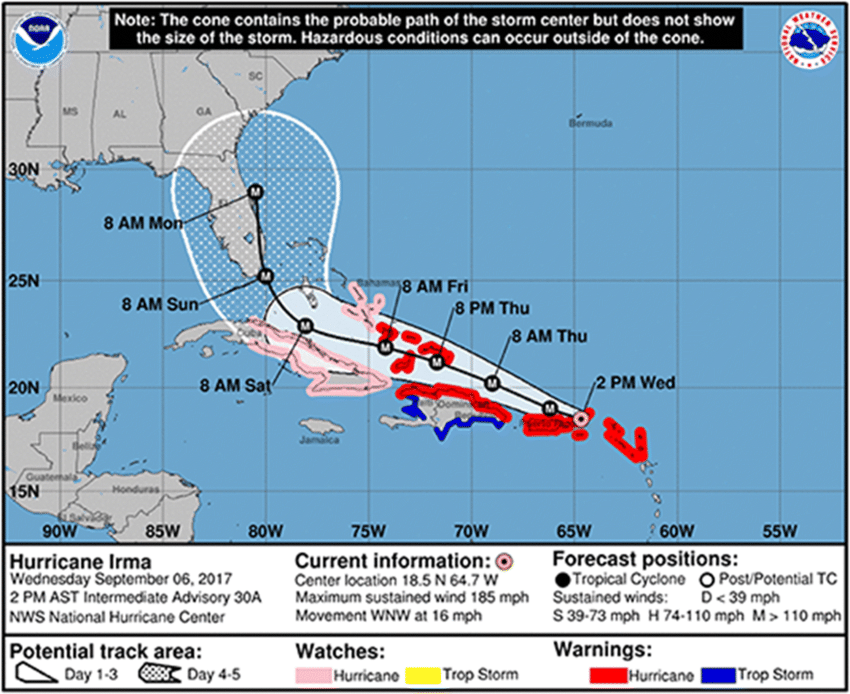 Note: The cone contains the probable path of the storm center but does not show
the size of the storm. Hazardous conditions can occur outside of the cone.
NOAA
NATIONAL WEATHER SERVICE
SC
MS
AL
GA
Bermuda
30N
FL
8 AM Mon
25N
Bahamas
8 AM Fri
8 AM Sun
8 PM Thu
8 AM Thu
Cuba
8 AM Sat
2 PM Wed
20N
Mexico
Puerto Rico
Jamaica
Belize
15N
Guatemala
Honduras
El Salvador
90W 85W 80W 75W 70W 65W 60W 55W
M
M
M
M
M
M
M
Hurricane Irma
Wednesday September 06, 2017
2 PM AST Intermediate Advisory 30A
NWS National Hurricane Center
Current information:
Center location 18.5 N 64.7 W
Maximum sustained wind 185 mph
Movement WNW at 16 mph
Forecast positions:
Tropical Cyclone Post/Potential TC
Sustained winds: D < 39 mph
S 39-73 mph H 74-110 mph M > 110 mph
Potential track area:
Day 1-3 Day 4-5
Watches:
Hurricane Trop Storm
Warnings:
Hurricane Trop Storm